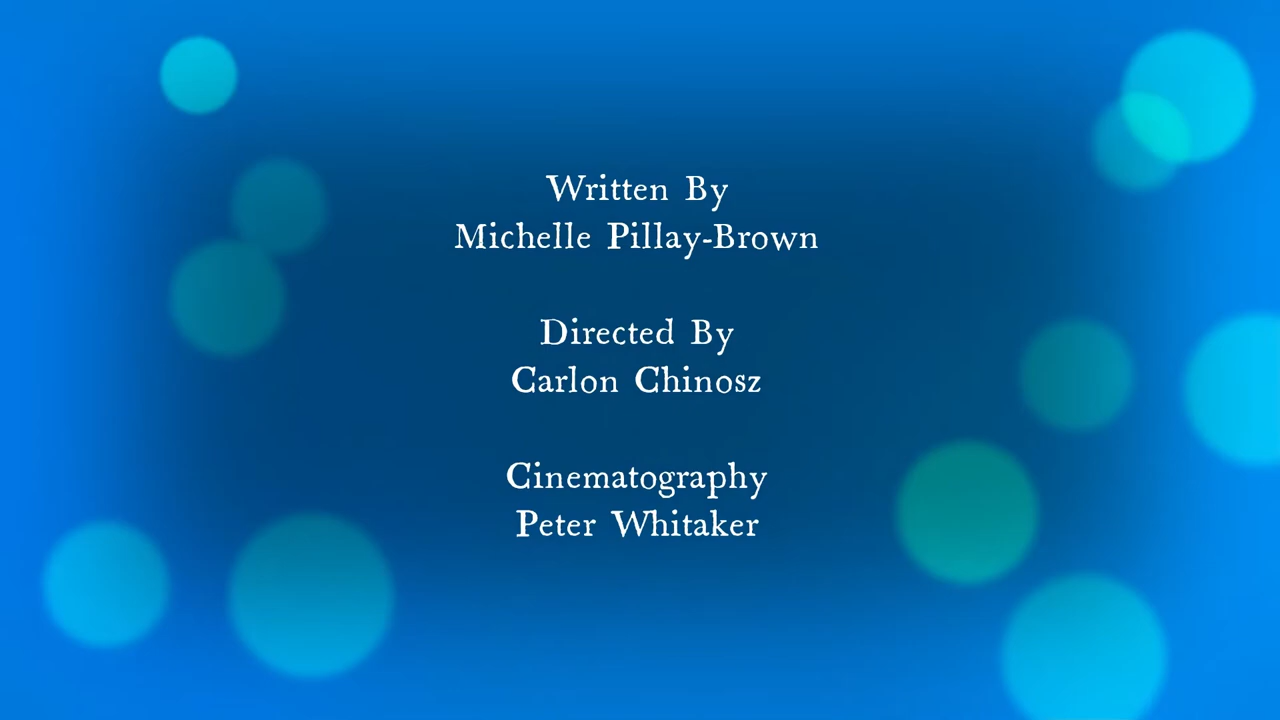 Written By
Michelle Pillay-Brown
Directed By
Carlon Chinosz
Cinematography
Peter Whitaker